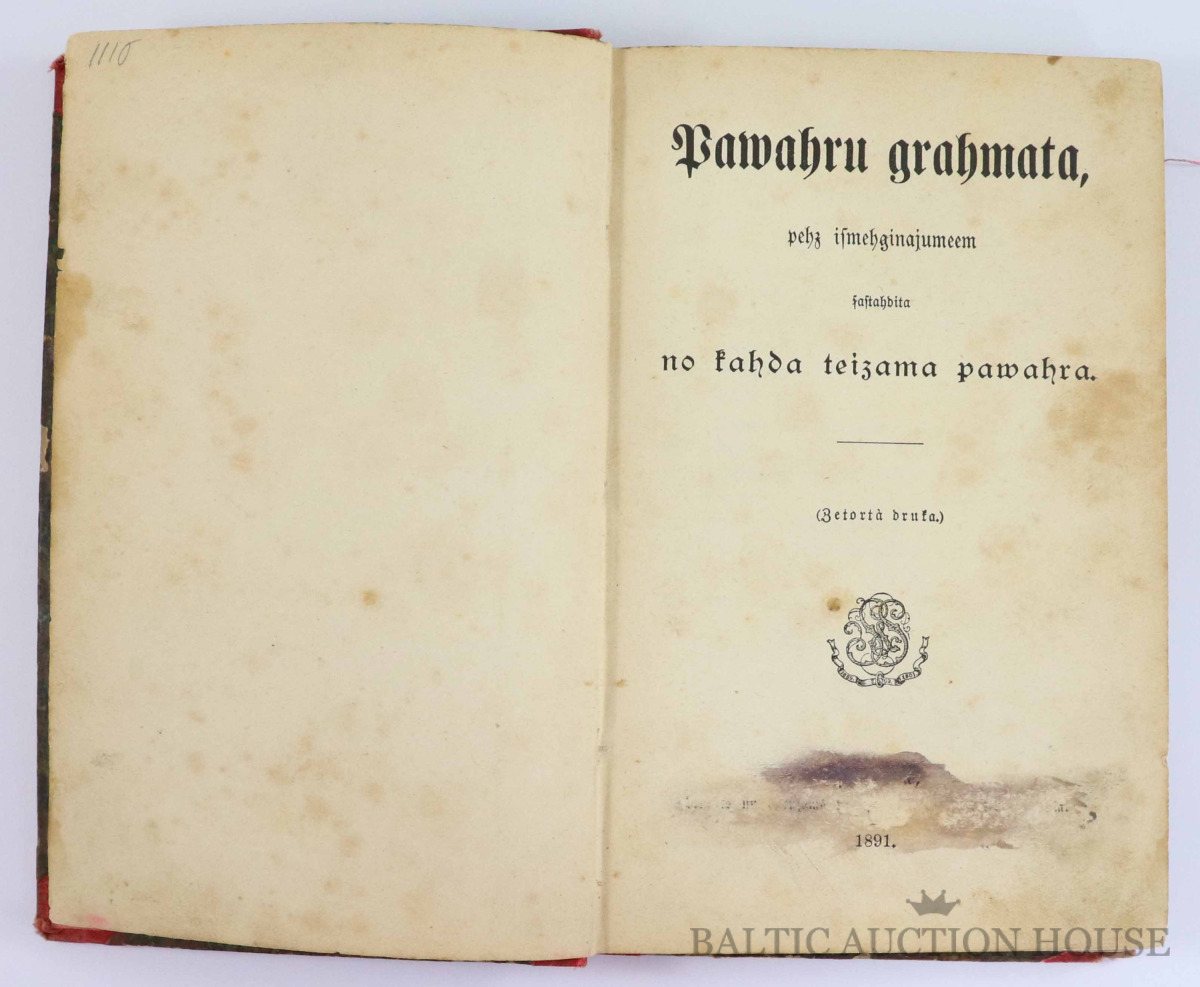 1110
Pawahru grahmata,
pehz iſmehginajumeem
ſaſtahdita
no kahda teizama pawahra.
(Zetortà druka.)
1891.
BALTIC AUCTION HOUSE